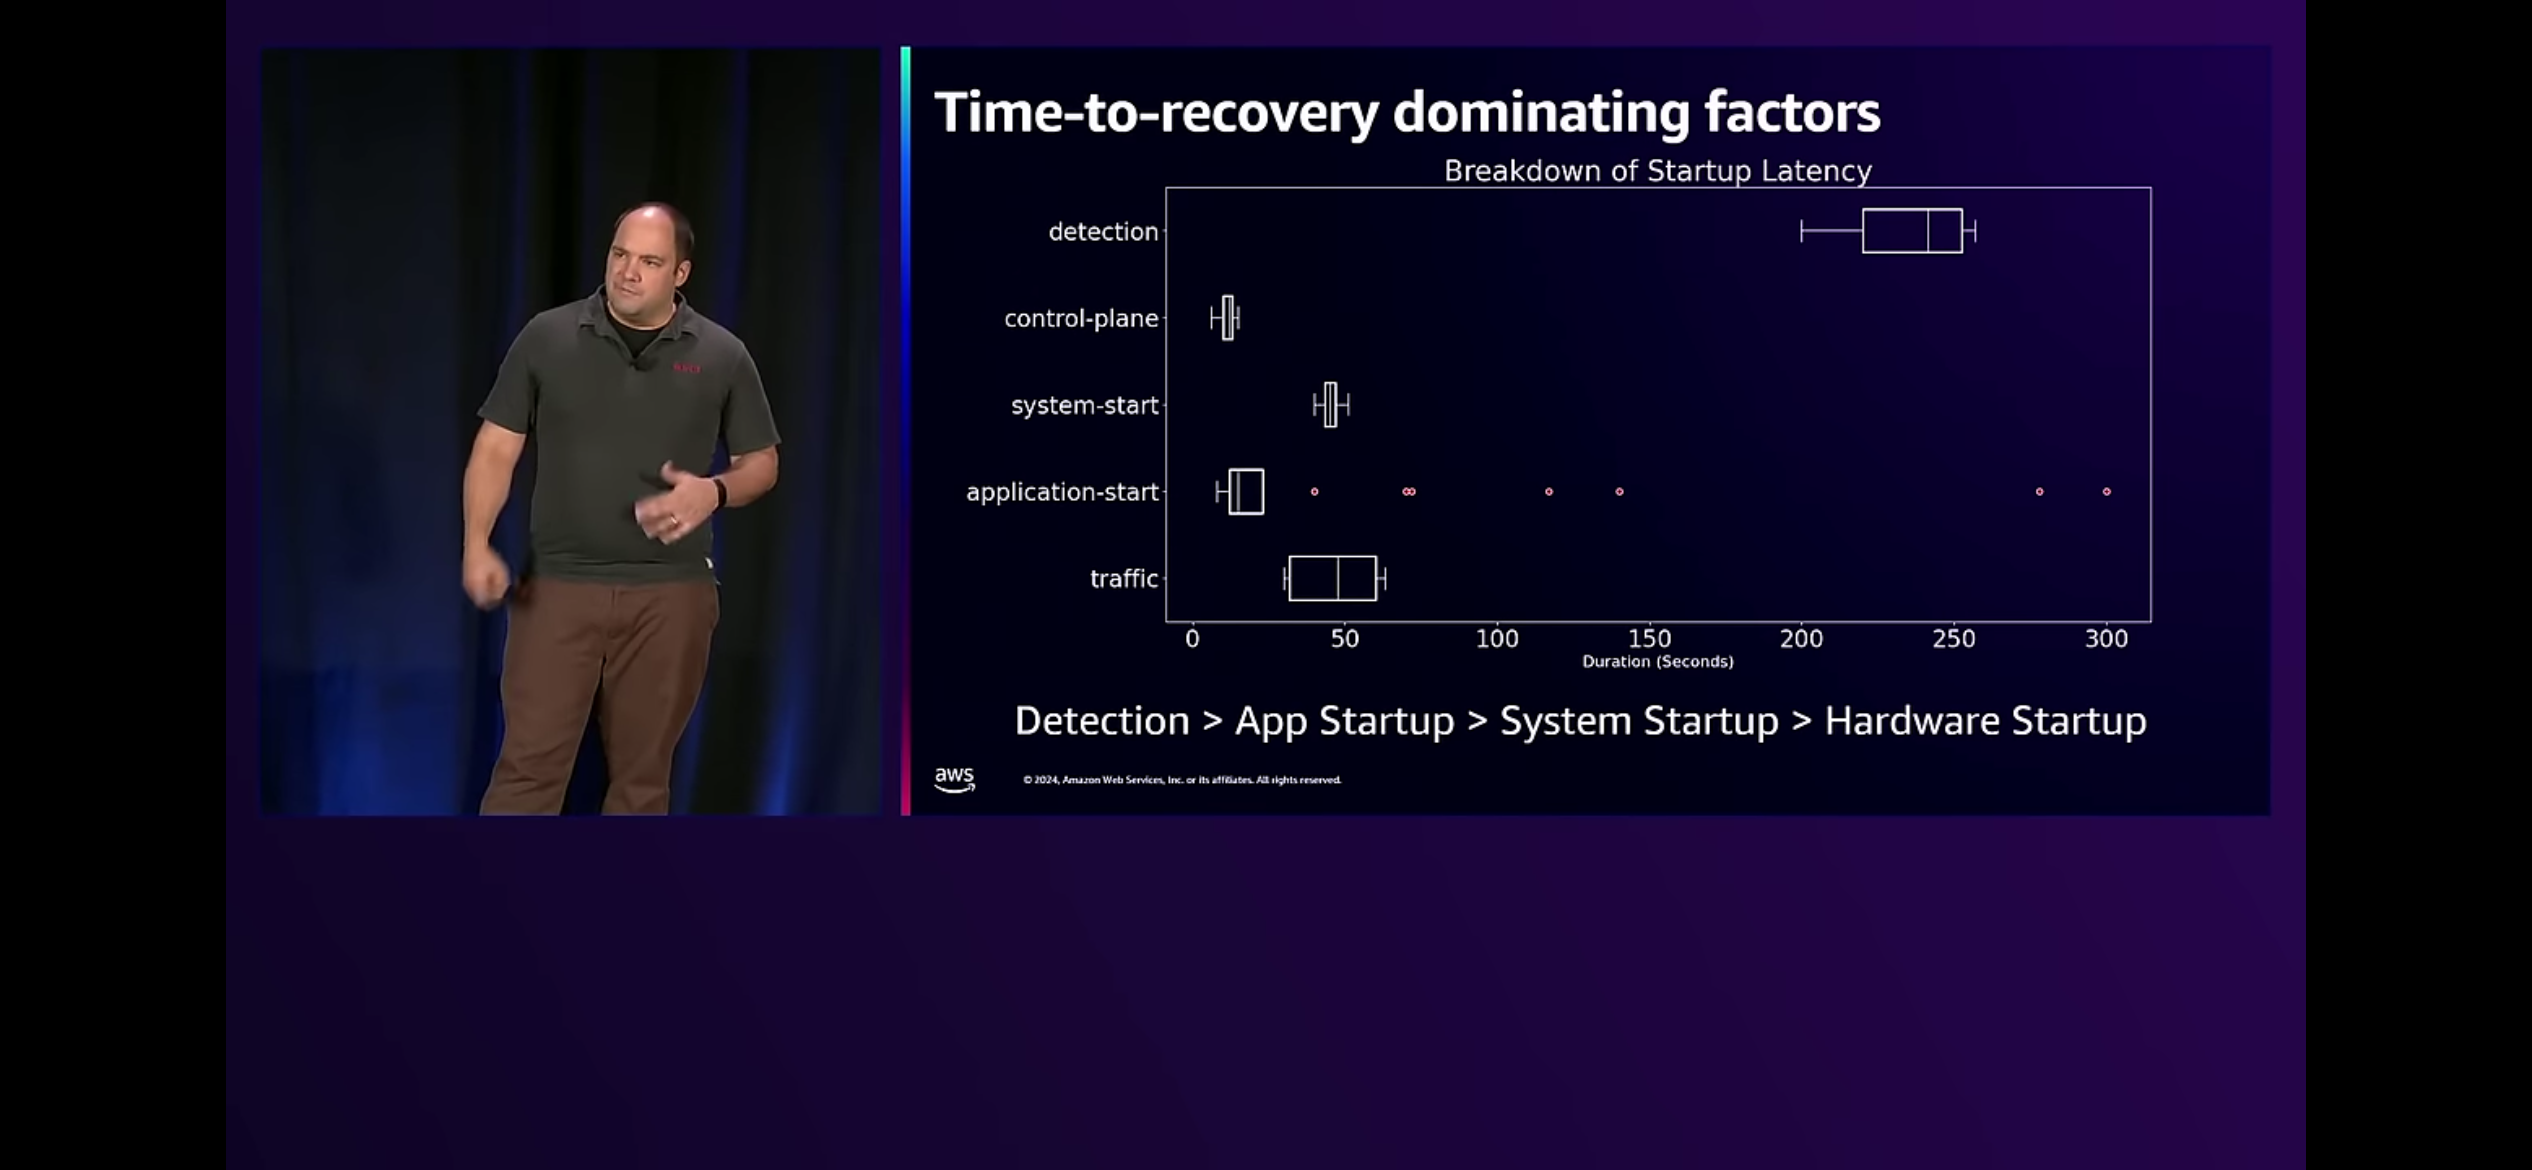 Time-to-recovery dominating factors
Breakdown of Startup Latency
detection
control-plane
system-start
application-start
traffic
0 50 100 150 200 250 300
Duration (Seconds)
Detection > App Startup > System Startup > Hardware Startup
aws
© 2024, Amazon Web Services, Inc. or its affiliates. All rights reserved.